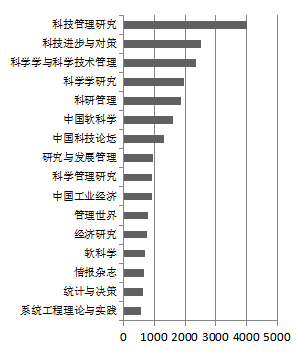 科技管理研究
科技进步与对策
科学学与科学技术管理
科学学研究
科研管理
中国软科学
中国科技论坛
研究与发展管理
科学管理研究
中国工业经济
管理世界
经济研究
软科学
情报杂志
统计与决策
系统工程理论与实践
0 1000 2000 3000 4000 5000